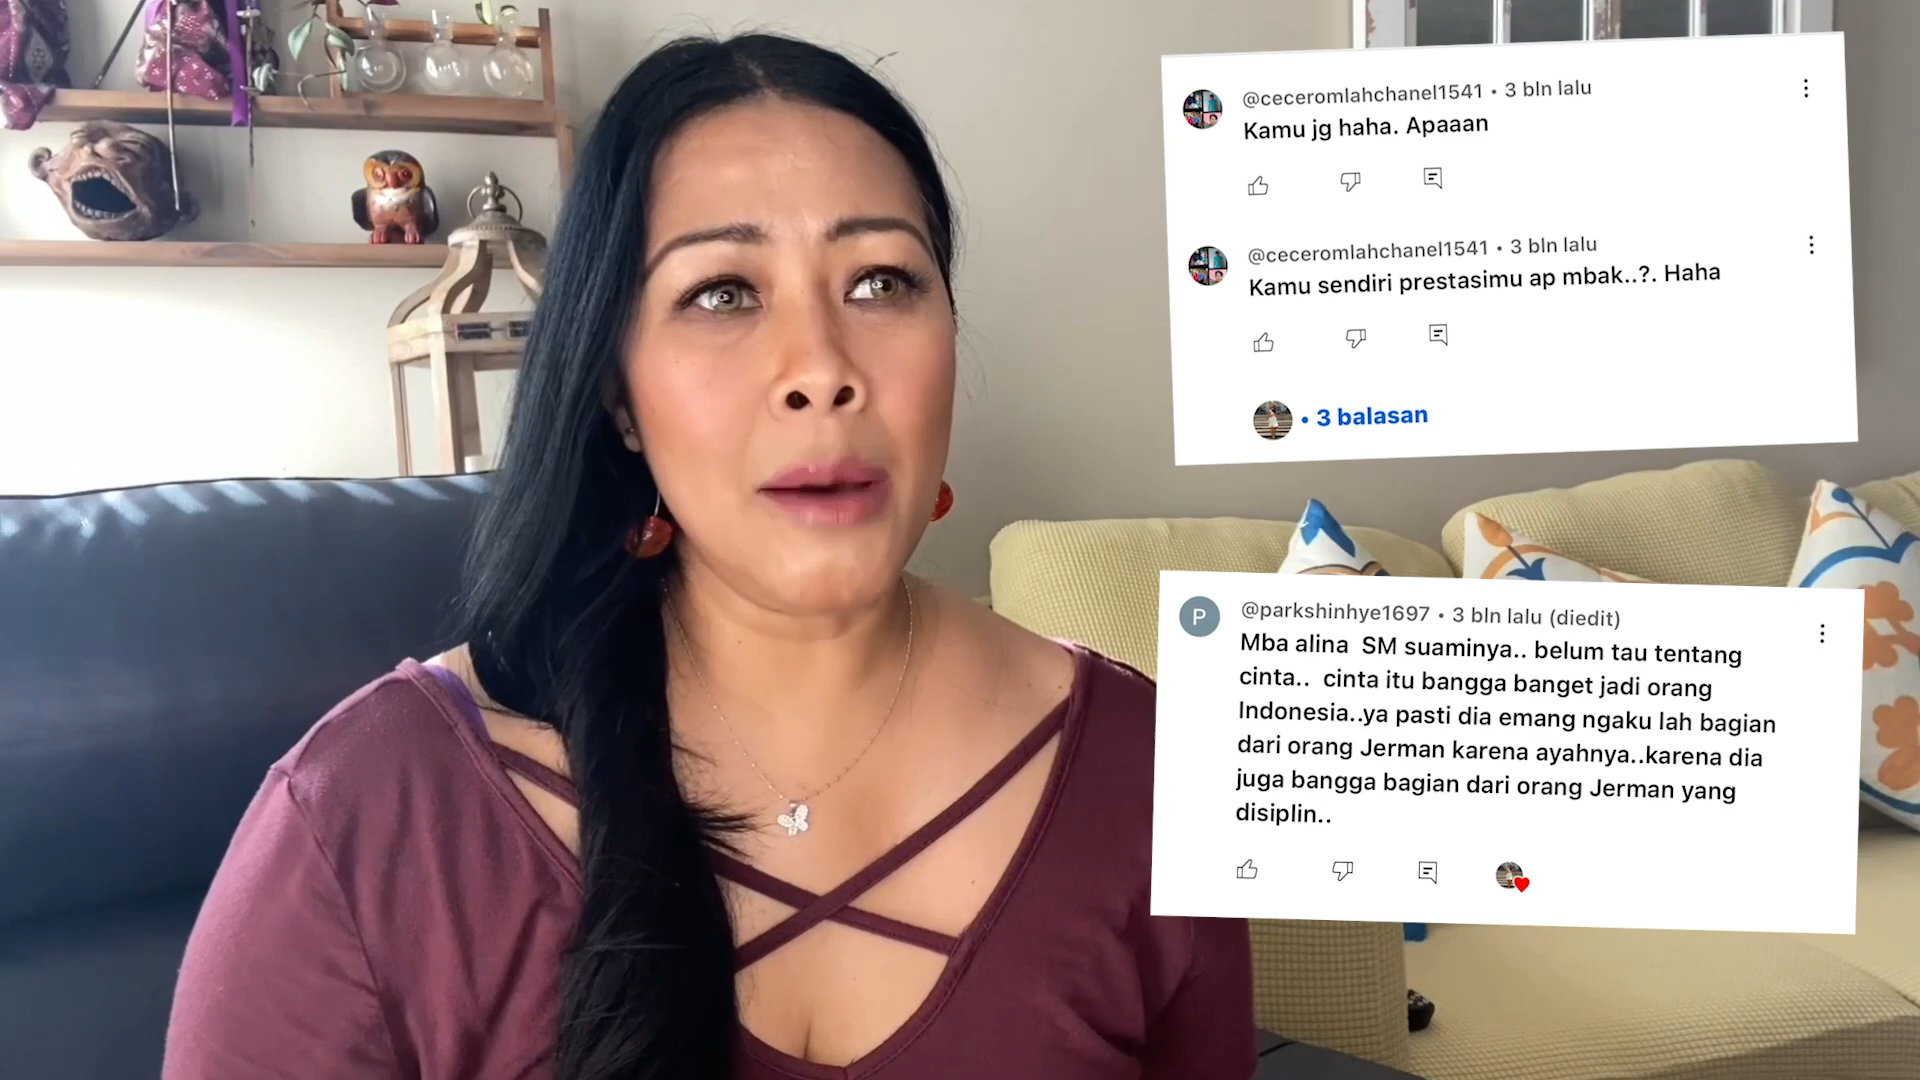 @ceceromlahchanel1541 • 3 bln lalu
Kamu jg haha. Apaaan
@ceceromlahchanel1541 • 3 bln lalu
Kamu sendiri prestasimu ap mbak..?. Haha
• 3 balasan
P
@parkshinhye1697 • 3 bln lalu (diedit)
Mba alina SM suaminya.. belum tau tentang
cinta.. cinta itu bangga banget jadi orang
Indonesia..ya pasti dia emang ngaku lah bagian
dari orang Jerman karena ayahnya..karena dia
juga bangga bagian dari orang Jerman yang
disiplin..